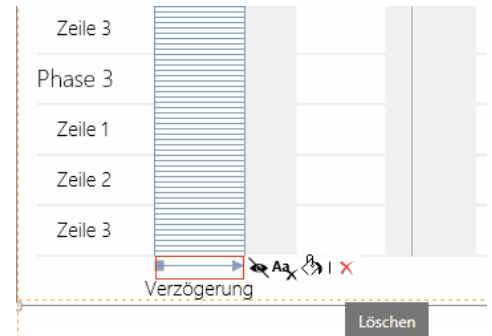 Zeile 3
Phase 3
Zeile 1
Zeile 2
Zeile 3
Aa
Verzögerung
Löschen